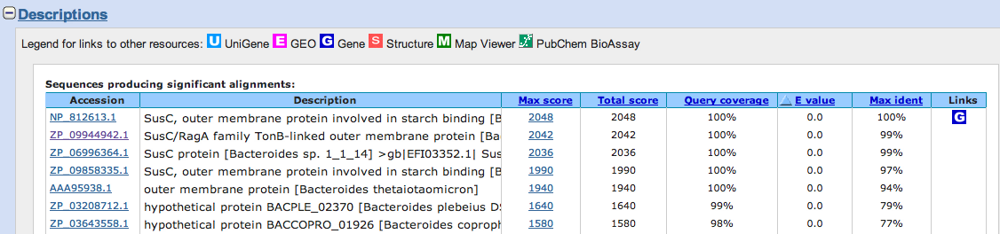 Descriptions
Legend for links to other resources: U UniGene E GEO G Gene S Structure M Map Viewer PubChem BioAssay
Sequences producing significant alignments:
Accession Description Max score Total score Query coverage E value Max ident Links
NP_812613.1 SusC, outer membrane protein involved in starch binding [B 2048 2048 100% 0.0 100% G
ZP_09944942.1 SusC/RagA family TonB-linked outer membrane protein [Ba 2042 2042 100% 0.0 99%
ZP_06996364.1 SusC protein [Bacteroides sp. 1_1_14] >gb|EFI03352.1| Sus 2036 2036 100% 0.0 99%
ZP_09858335.1 SusC, outer membrane protein involved in starch binding [B 1990 1990 100% 0.0 97%
AAA95938.1 outer membrane protein [Bacteroides thetaiotaomicron] 1940 1940 100% 0.0 94%
ZP_03208712.1 hypothetical protein BACPLE_02370 [Bacteroides plebeius DS 1640 1640 99% 0.0 79%
ZP_03643558.1 hypothetical protein BACCOPRO_01926 [Bacteroides coproph 1580 1580 98% 0.0 77%